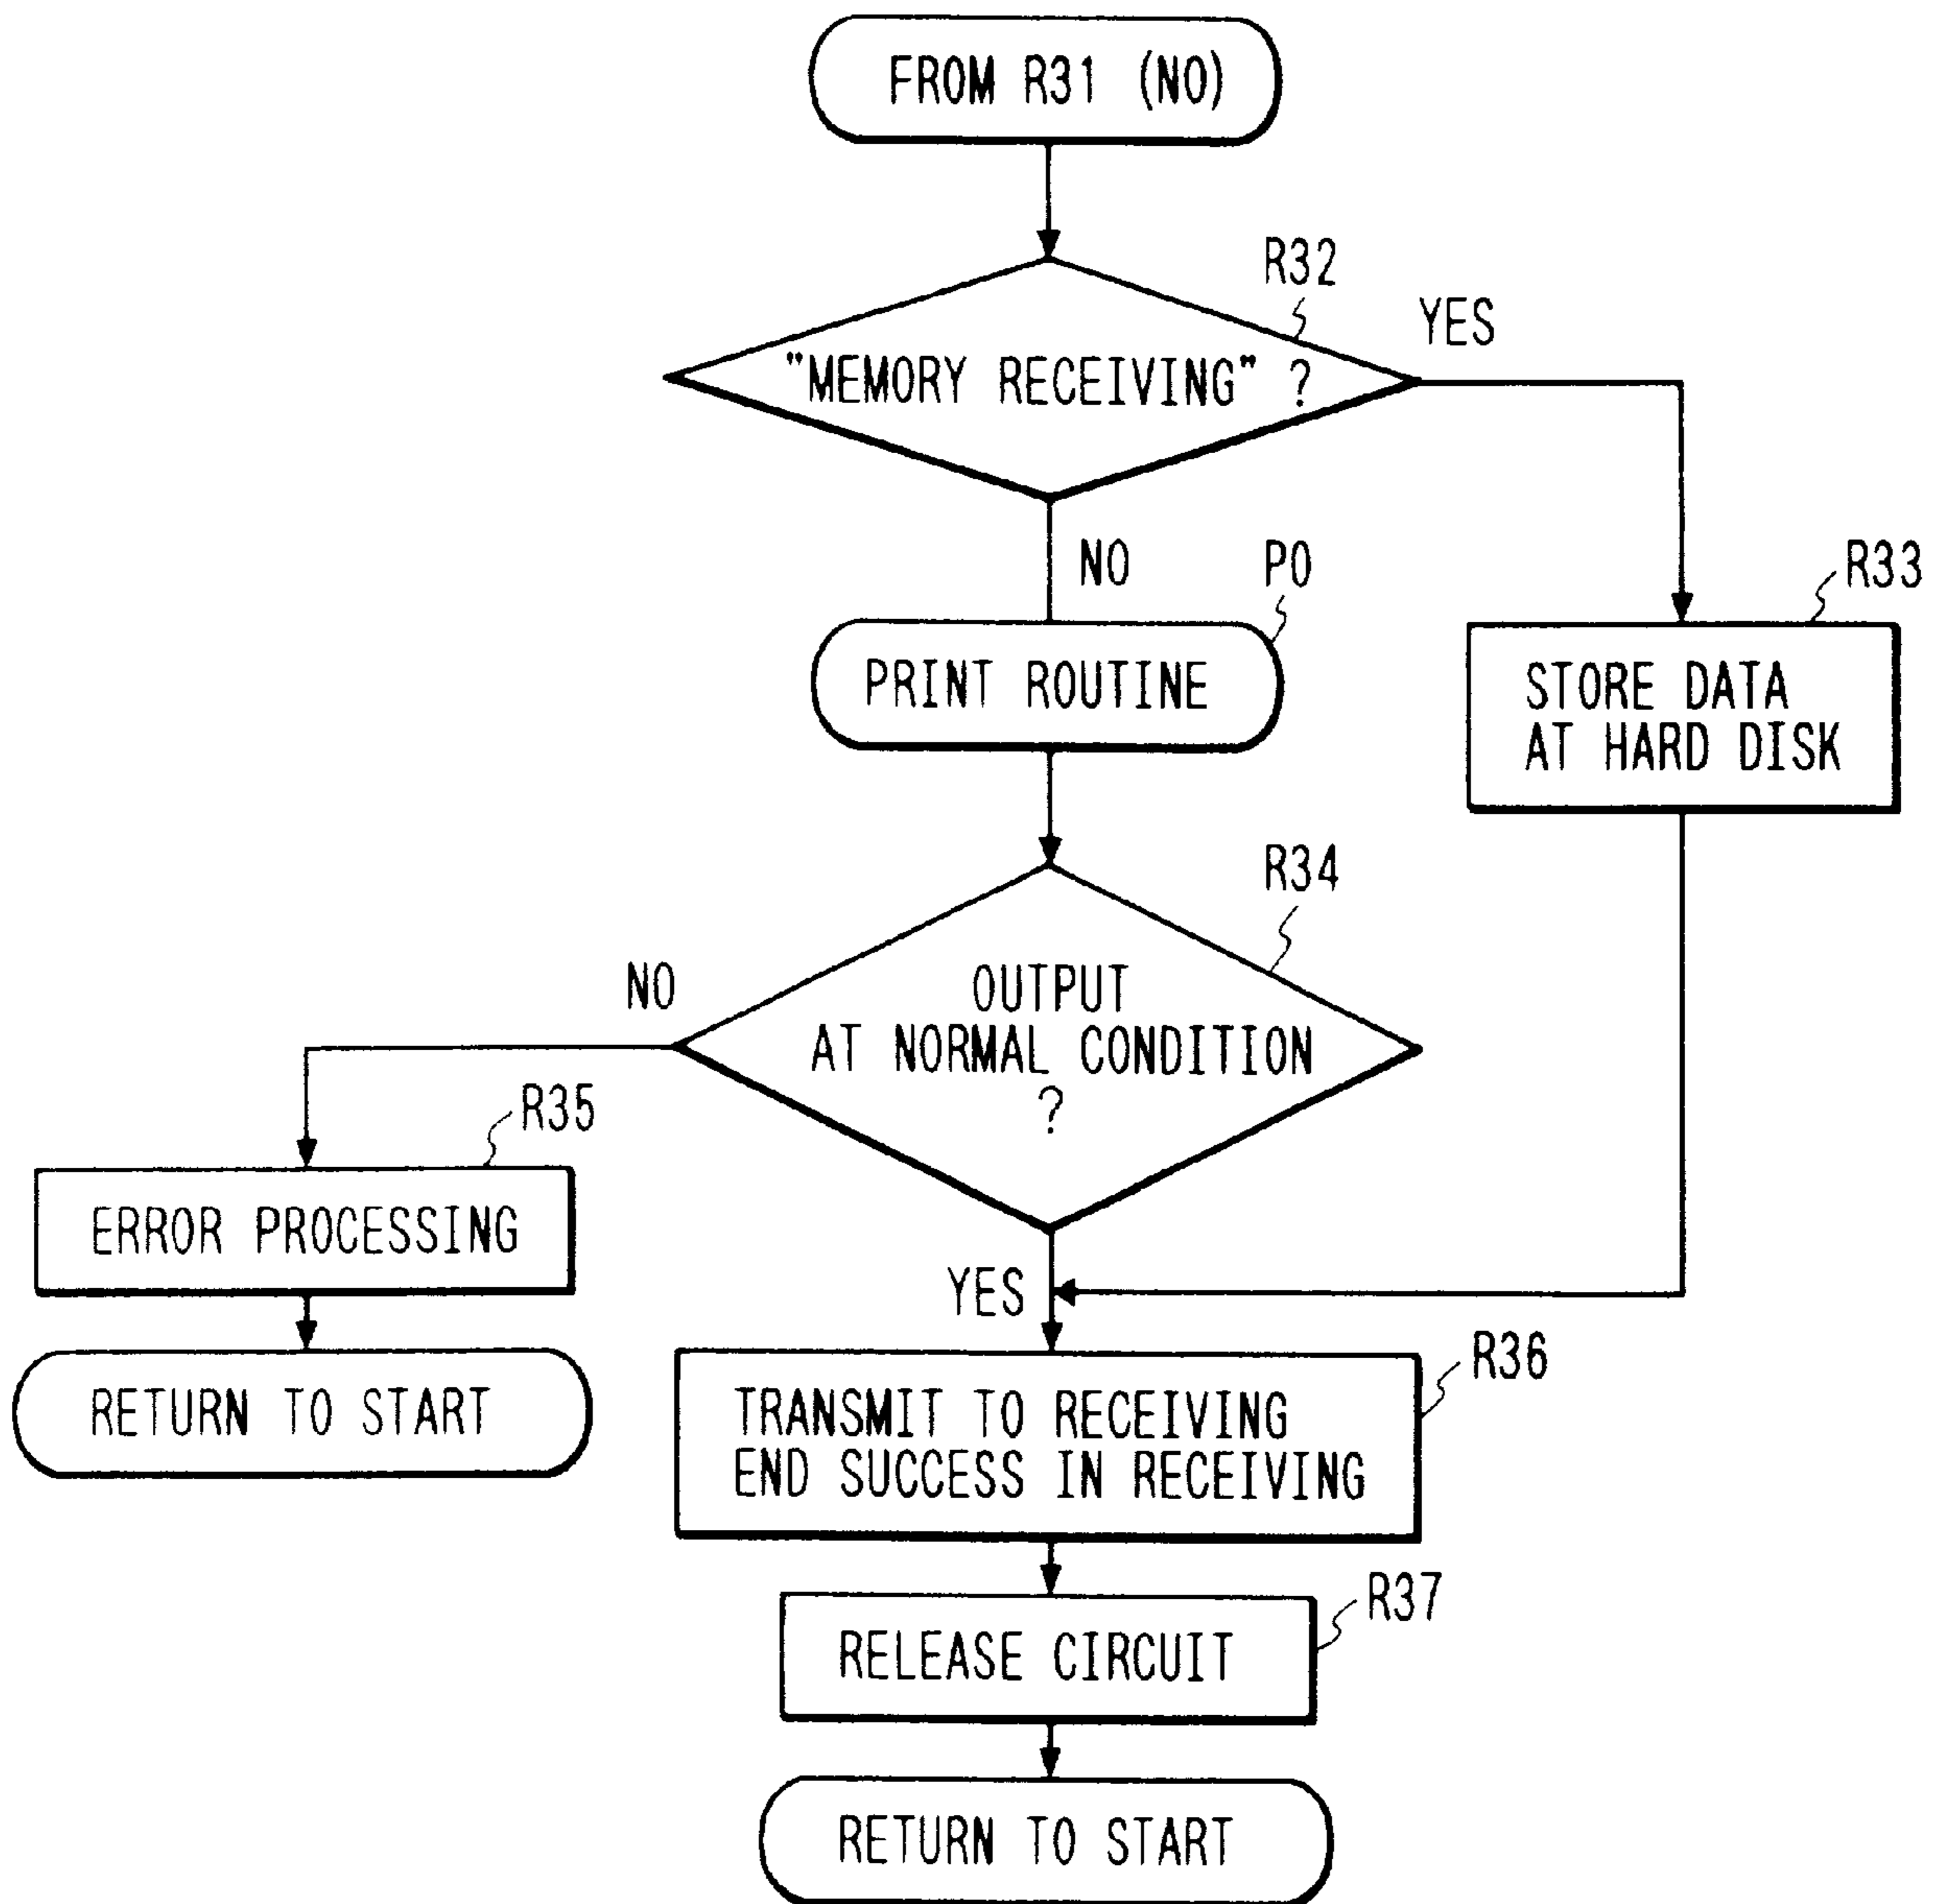 FROM R31 (NO)
R32
YES
"MEMORY RECEIVING" ?
NO
P0
R33
PRINT ROUTINE
STORE DATA
AT HARD DISK
R34
NO
OUTPUT
AT NORMAL CONDITION
?
R35
ERROR PROCESSING
YES
R36
RETURN TO START
TRANSMIT TO RECEIVING
END SUCCESS IN RECEIVING
R37
RELEASE CIRCUIT
RETURN TO START